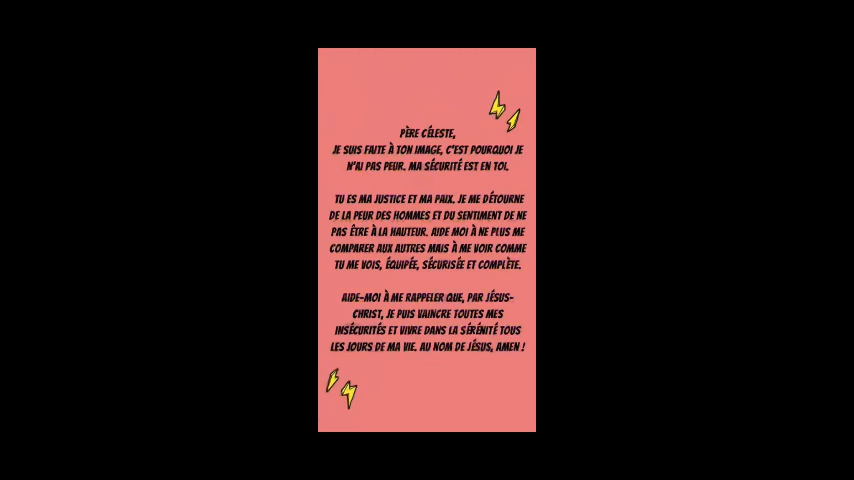 PÈRE CÉLESTE,
JE SUIS FAITE À TON IMAGE, C'EST POURQUOI JE
N'AI PAS PEUR. MA SÉCURITÉ EST EN TOI.
TU ES MA JUSTICE ET MA PAIX. JE ME DÉTOURNE
DE LA PEUR DES HOMMES ET DU SENTIMENT DE NE
PAS ÊTRE À LA HAUTEUR. AIDE MOI À NE PLUS ME
COMPARER AUX AUTRES MAIS À ME VOIR COMME
TU ME VOIS, ÉQUIPÉE, SÉCURISÉE ET COMPLÈTE.
AIDE-MOI À ME RAPPELER QUE, PAR JÉSUS-
CHRIST, JE PUIS VAINCRE TOUTES MES
INSÉCURITÉS ET VIVRE DANS LA SÉRÉNITÉ TOUS
LES JOURS DE MA VIE. AU NOM DE JÉSUS, AMEN !